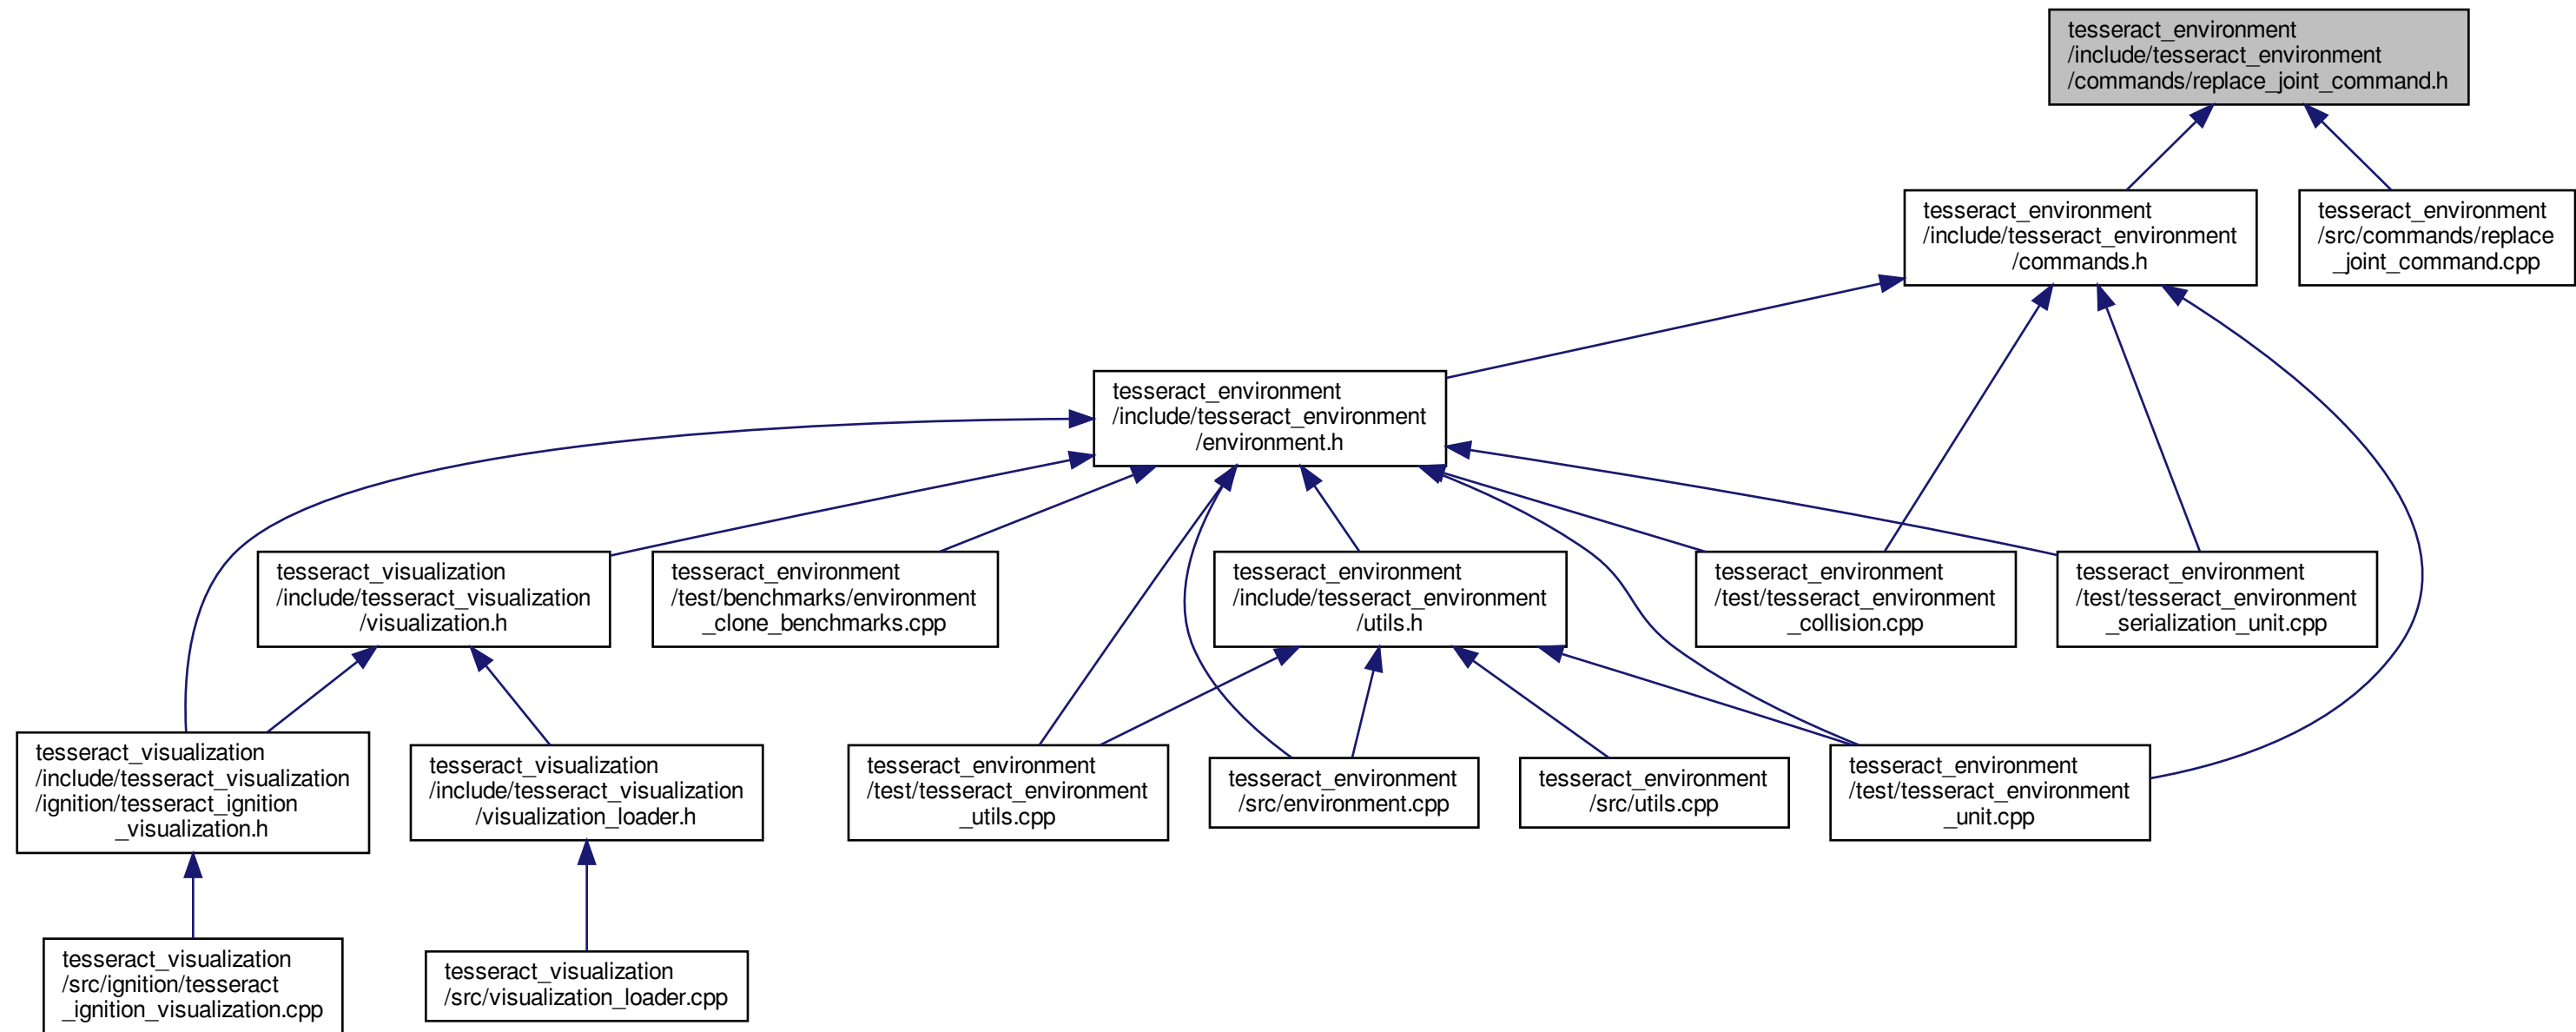 tesseract_environment
/include/tesseract_environment
/commands/replace_joint_command.h
tesseract_environment
/include/tesseract_environment
/commands.h
tesseract_environment
/src/commands/replace
_joint_command.cpp
tesseract_environment
/include/tesseract_environment
/environment.h
tesseract_visualization
/include/tesseract_visualization
/visualization.h
tesseract_environment
/test/benchmarks/environment
_clone_benchmarks.cpp
tesseract_environment
/include/tesseract_environment
/utils.h
tesseract_environment
/test/tesseract_environment
_collision.cpp
tesseract_environment
/test/tesseract_environment
_serialization_unit.cpp
tesseract_visualization
/include/tesseract_visualization
/ignition/tesseract_ignition
_visualization.h
tesseract_visualization
/include/tesseract_visualization
/visualization_loader.h
tesseract_environment
/test/tesseract_environment
_utils.cpp
tesseract_environment
/src/environment.cpp
tesseract_environment
/src/utils.cpp
tesseract_environment
/test/tesseract_environment
_unit.cpp
tesseract_visualization
/src/ignition/tesseract
_ignition_visualization.cpp
tesseract_visualization
/src/visualization_loader.cpp